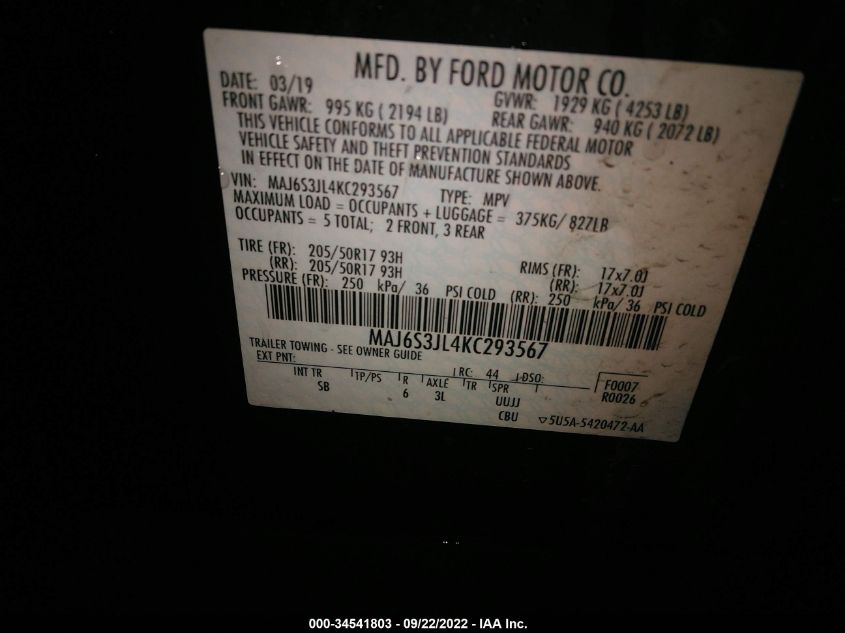 MFD. BY FORD MOTOR CO.
DATE: 03/19 GVWR: 1929 KG ( 4253 LB)
FRONT GAWR: 995 KG ( 2194 LB) REAR GAWR: 940 KG ( 2072 LB)
THIS VEHICLE CONFORMS TO ALL APPLICABLE FEDERAL MOTOR
VEHICLE SAFETY AND THEFT PREVENTION STANDARDS
IN EFFECT ON THE DATE OF MANUFACTURE SHOWN ABOVE.
VIN: MAJ6S3JL4KC293567 TYPE: MPV
MAXIMUM LOAD = OCCUPANTS + LUGGAGE = 375KG/ 827LB
OCCUPANTS = 5 TOTAL; 2 FRONT, 3 REAR
TIRE (FR): 205/50R17 93H RIMS (FR): 17x7.0J
(RR): 205/50R17 93H (RR): 17x7.0J
PRESSURE (FR): 250 kPa/ 36 PSI COLD (RR): 250 kPa/ 36 PSI COLD
MAJ6S3JL4KC293567
TRAILER TOWING - SEE OWNER GUIDE
EXT PNT: RC: 44 DSO: F0007
INT TR TP/PS R AXLE TR SPR R0026
SB 6 3L UUJJ
CBU 5U5A-5420472-AA
000-34541803 - 09/22/2022 - IAA Inc.